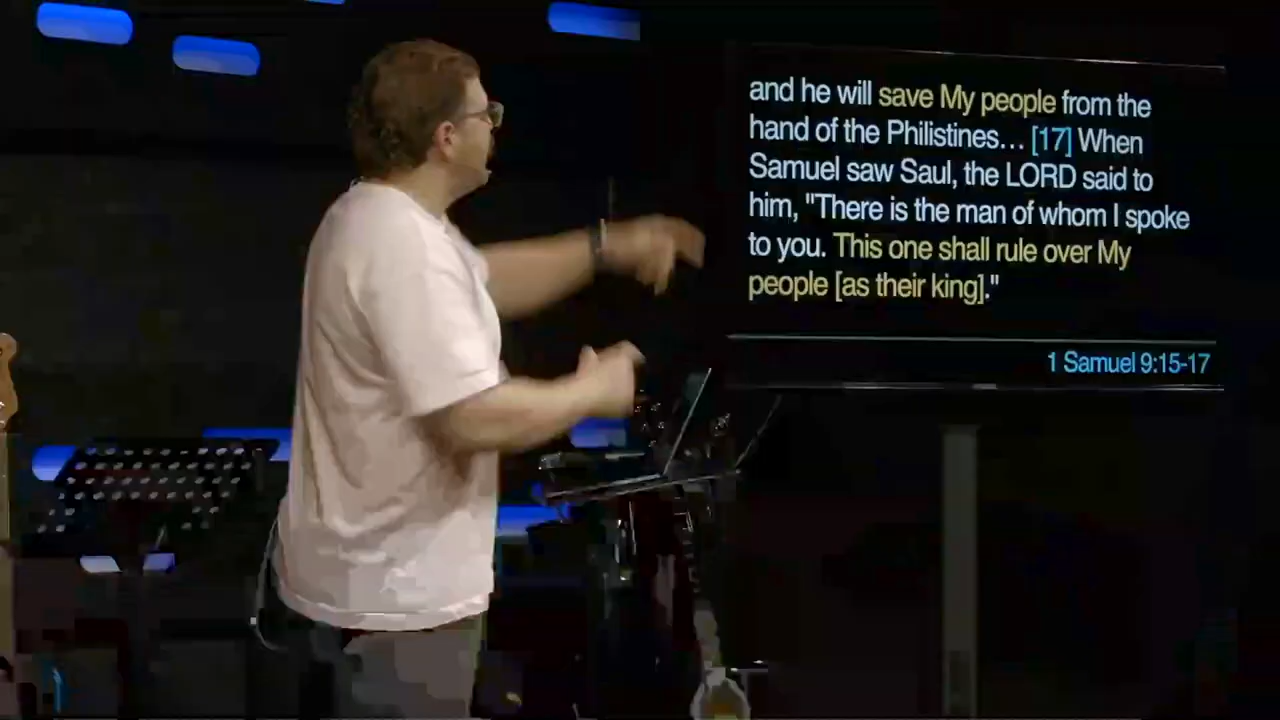 and he will save My people from the
hand of the Philistines... [17] When
Samuel saw Saul, the LORD said to
him, "There is the man of whom I spoke
to you. This one shall rule over My
people [as their king]."
1 Samuel 9:15-17